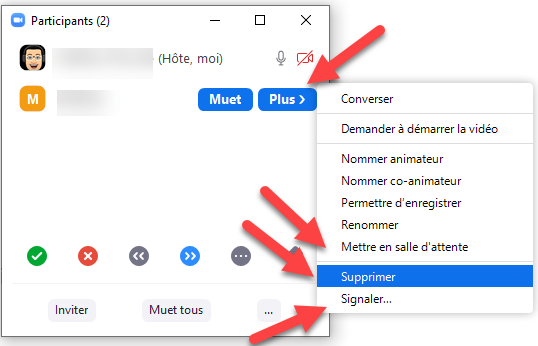 Participants (2)
(Hôte, moi)
M
Muet
Plus
Converser
Demander à démarrer la vidéo
Nommer animateur
Nommer co-animateur
Permettre d'enregistrer
Renommer
Mettre en salle d'attente
Supprimer
Signaler...
Inviter
Muet tous
...